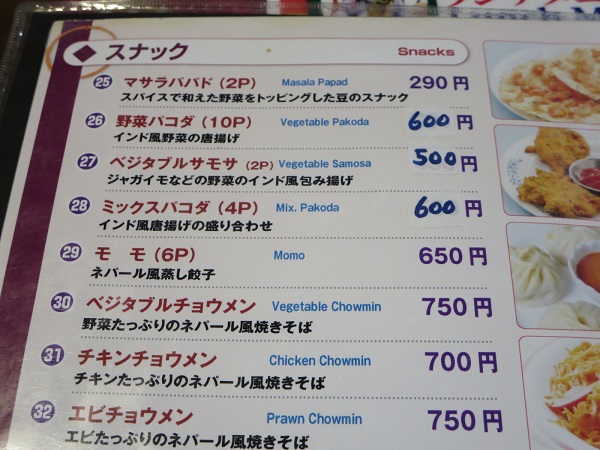 スナック Snacks
25 マサラパパド (2P) Masala Papad 290円
スパイスで和えた野菜をトッピングした豆のスナック
26 野菜パコダ (10P) Vegetable Pakoda 600円
インド風野菜の唐揚げ
27 ベジタブルサモサ (2P) Vegetable Samosa 500円
ジャガイモなどの野菜のインド風包み揚げ
28 ミックスパコダ (4P) Mix. Pakoda 600円
インド風唐揚げの盛り合わせ
29 モ モ (6P) Momo 650円
ネパール風蒸し餃子
30 ベジタブルチョウメン Vegetable Chowmin 750円
野菜たっぷりのネパール風焼きそば
31 チキンチョウメン Chicken Chowmin 700円
チキンたっぷりのネパール風焼きそば
32 エビチョウメン Prawn Chowmin 750円
エビたっぷりのネパール風焼きそば